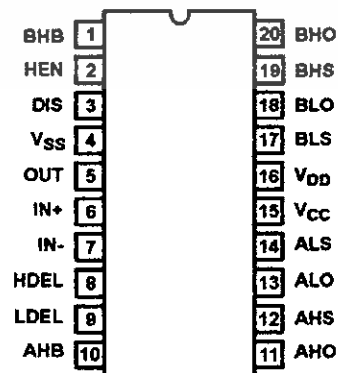 BHB 1 20 BHO
HEN 2 19 BHS
DIS 3 18 BLO
VSS 4 17 BLS
OUT 5 16 VDD
IN+ 6 15 VCC
IN- 7 14 ALS
HDEL 8 13 ALO
LDEL 9 12 AHS
AHB 10 11 AHO